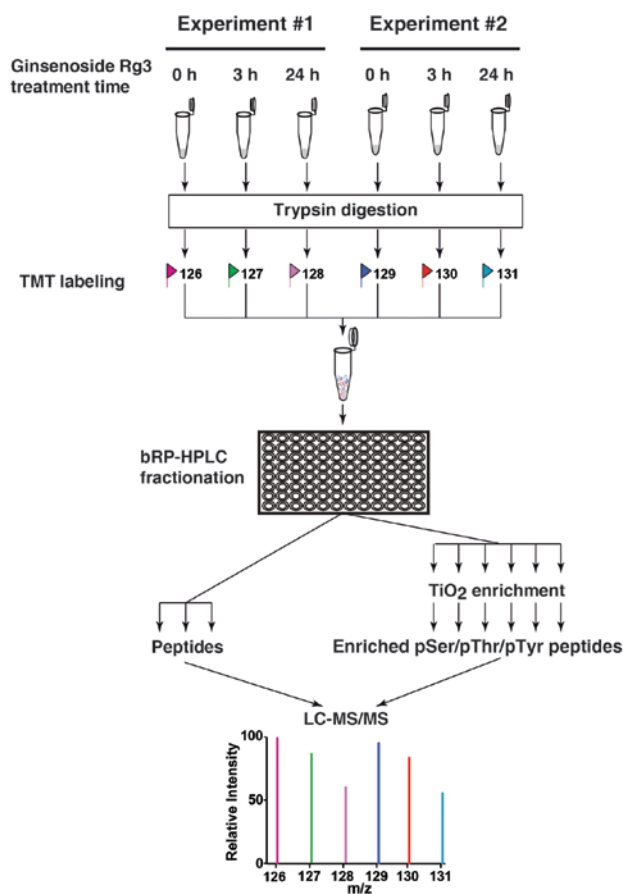 Experiment #1 Experiment #2
Ginsenoside Rg3
treatment time
0 h 3 h 24 h 0 h 3 h 24 h
Trypsin digestion
TMT labeling
126 127 128 129 130 131
bRP-HPLC
fractionation
TiO2 enrichment
Peptides
Enriched pSer/pThr/pTyr peptides
LC-MS/MS
Relative Intensity
100
50
0
126 127 128 129 130 131
m/z